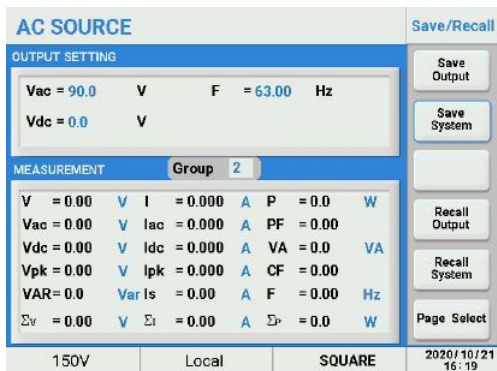 AC SOURCE
Save/Recall
OUTPUT SETTING
Vac = 90.0 V F = 63.00 Hz
Vdc = 0.0 V
Save
Output
Save
System
MEASUREMENT Group 2
V = 0.00 V I = 0.000 A P = 0.0 W
Vac = 0.00 V Iac = 0.000 A PF = 0.00
Vdc = 0.00 V Idc = 0.000 A VA = 0.0 VA
Vpk = 0.00 V Ipk = 0.000 A CF = 0.00
VAR= 0.0 Var Is = 0.00 A F = 0.00 Hz
Σv = 0.00 V Σı = 0.00 A Σᴘ = 0.0 W
Recall
Output
Recall
System
Page Select
150V Local SQUARE 2020/10/21
16:19